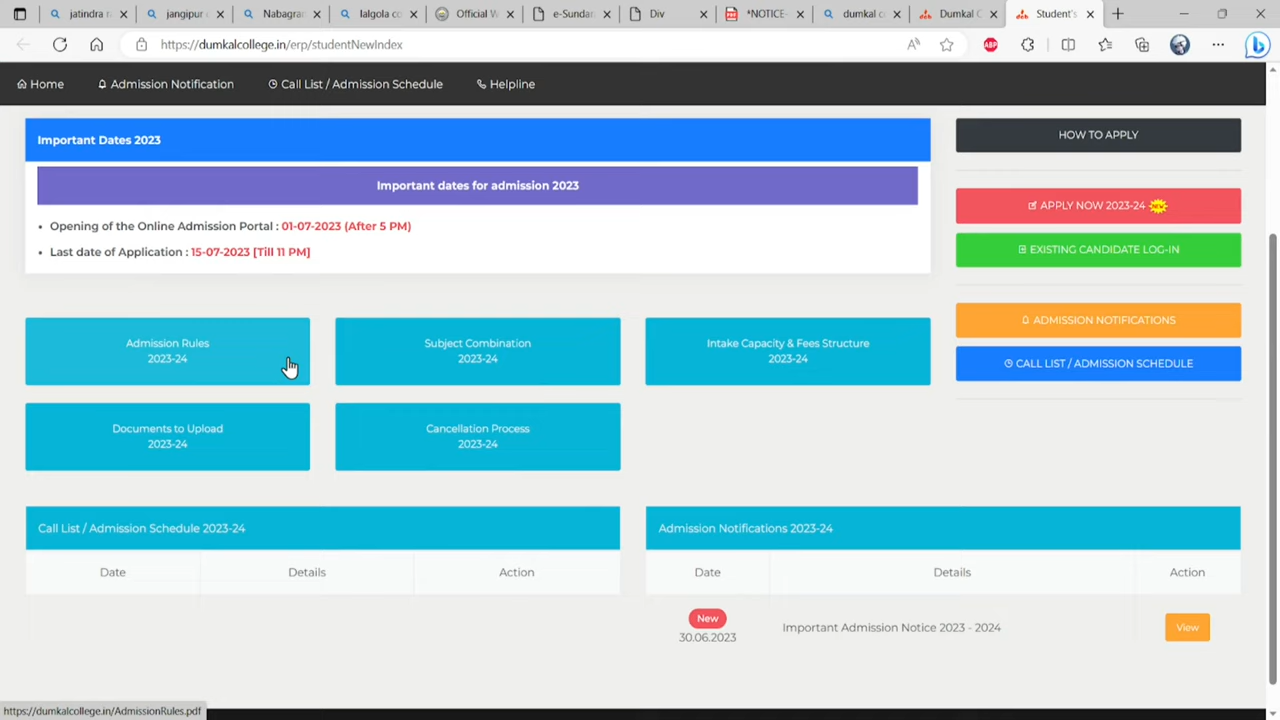 jatindra r
jangipur
Nabagra
lalgola co
Official W
e-Sundar
Div
*NOTICE-
dumkal c
Dumkal C
Student's
https://dumkalcollege.in/erp/studentNewIndex
Home
Admission Notification
Call List / Admission Schedule
Helpline
Important Dates 2023
HOW TO APPLY
Important dates for admission 2023
• Opening of the Online Admission Portal : 01-07-2023 (After 5 PM)
• Last date of Application : 15-07-2023 [Till 11 PM]
APPLY NOW 2023-24
EXISTING CANDIDATE LOG-IN
ADMISSION NOTIFICATIONS
CALL LIST / ADMISSION SCHEDULE
Admission Rules
2023-24
Subject Combination
2023-24
Intake Capacity & Fees Structure
2023-24
Documents to Upload
2023-24
Cancellation Process
2023-24
Call List / Admission Schedule 2023-24
Date Details Action
Admission Notifications 2023-24
Date Details Action
New
30.06.2023
Important Admission Notice 2023 - 2024
View
https://dumkalcollege.in/AdmissionRules.pdf